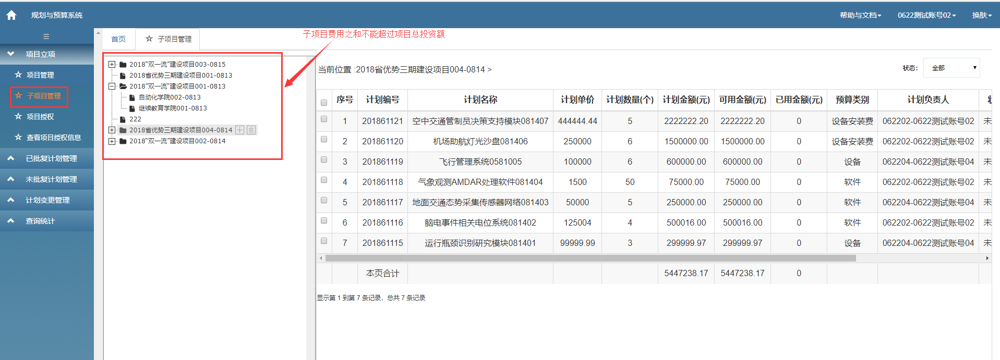 规划与预算系统
帮助与文档
0622测试账号02
换肤
首页
子项目管理
子项目费用之和不能超过项目总投资额
项目立项
项目管理
子项目管理
项目授权
查看项目授权信息
已批复计划管理
未批复计划管理
计划变更管理
查询统计
2018“双一流”建设项目003-0815
2018省优势三期建设项目001-0813
2018”双一流“建设项目001-0813
自动化学院002-0813
继续教育学院001-0813
222
2018省优势三期建设项目004-0814
2018“双一流”建设项目002-0814
当前位置 :2018省优势三期建设项目004-0814 >
状态：
全部
序号 计划编号 计划名称 计划单价 计划数量(个) 计划金额(元) 可用金额(元) 已用金额(元) 预算类别 计划负责人
1 201861121 空中交通管制员决策支持模块081407 444444.44 5 2222222.20 2222222.20 0 设备安装费 062202-0622测试账号02 未
2 201861120 机场助航灯光沙盘081406 250000 6 1500000.00 1500000.00 0 设备安装费 062202-0622测试账号02 未
3 201861119 飞行管理系统0581005 100000 6 600000.00 600000.00 0 设备 062204-0622测试账号04 未
4 201861118 气象观测AMDAR处理软件081404 1500 50 75000.00 75000.00 0 软件 062202-0622测试账号02 未
5 201861117 地面交通态势采集传感器网络081403 50000 5 250000.00 250000.00 0 软件 062204-0622测试账号04 未
6 201861116 脑电事件相关电位系统081402 125004 4 500016.00 500016.00 0 软件 062202-0622测试账号02 未
7 201861115 运行瓶颈识别研究模块081401 99999.99 3 299999.97 299999.97 0 设备 062204-0622测试账号04 未
本页合计 5447238.17 5447238.17 0
显示第 1 到第 7 条记录，总共 7 条记录